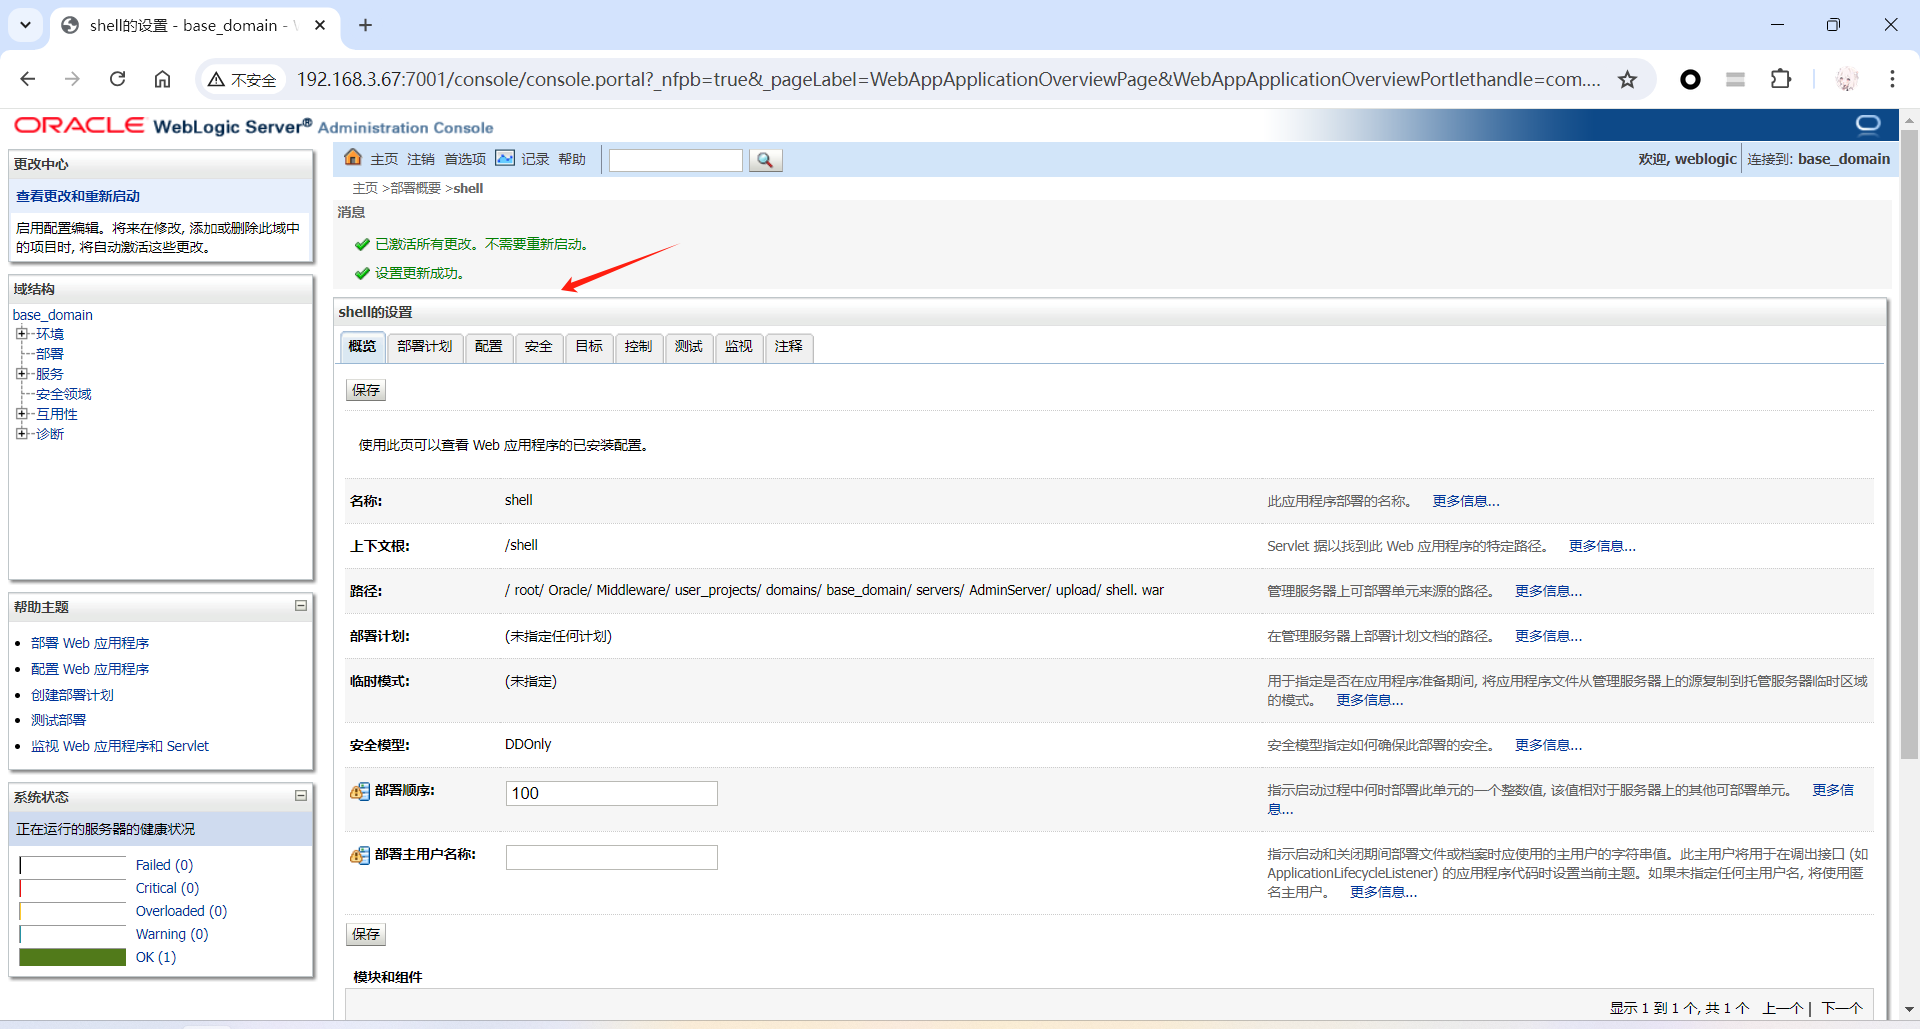 shell的设置 - base_domain - \
不安全
192.168.3.67:7001/console/console.portal?_nfpb=true&_pageLabel=WebAppApplicationOverviewPage&WebAppApplicationOverviewPortlethandle=com....
ORACLE WebLogic Server® Administration Console
更改中心
查看更改和重新启动
启用配置编辑。将来在修改, 添加或删除此域中
的项目时, 将自动激活这些更改。
域结构
base_domain
环境
部署
服务
安全领域
互用性
诊断
帮助主题
部署 Web 应用程序
配置 Web 应用程序
创建部署计划
测试部署
监视 Web 应用程序和 Servlet
系统状态
正在运行的服务器的健康状况
Failed (0)
Critical (0)
Overloaded (0)
Warning (0)
OK (1)
主页 注销 首选项 记录 帮助
欢迎, weblogic 连接到: base_domain
主页 >部署概要 >shell
消息
已激活所有更改。不需要重新启动。
设置更新成功。
shell的设置
概览 部署计划 配置 安全 目标 控制 测试 监视 注释
保存
使用此页可以查看 Web 应用程序的已安装配置。
名称: shell 此应用程序部署的名称。 更多信息...
上下文根: /shell Servlet 据以找到此 Web 应用程序的特定路径。 更多信息...
路径: / root/ Oracle/ Middleware/ user_projects/ domains/ base_domain/ servers/ AdminServer/ upload/ shell. war 管理服务器上可部署单元来源的路径。 更多信息...
部署计划: (未指定任何计划) 在管理服务器上部署计划文档的路径。 更多信息...
临时模式: (未指定) 用于指定是否在应用程序准备期间, 将应用程序文件从管理服务器上的源复制到托管服务器临时区域
的模式。 更多信息...
安全模型: DDOnly 安全模型指定如何确保此部署的安全。 更多信息...
部署顺序: 100 指示启动过程中何时部署此单元的一个整数值, 该值相对于服务器上的其他可部署单元。 更多信
息...
部署主用户名称: 指示启动和关闭期间部署文件或档案时应使用的主用户的字符串值。此主用户将用于在调出接口 (如
ApplicationLifecycleListener) 的应用程序代码时设置当前主题。如果未指定任何主用户名, 将使用匿
名主用户。 更多信息...
保存
模块和组件
显示 1 到 1 个, 共 1 个 上一个 | 下一个